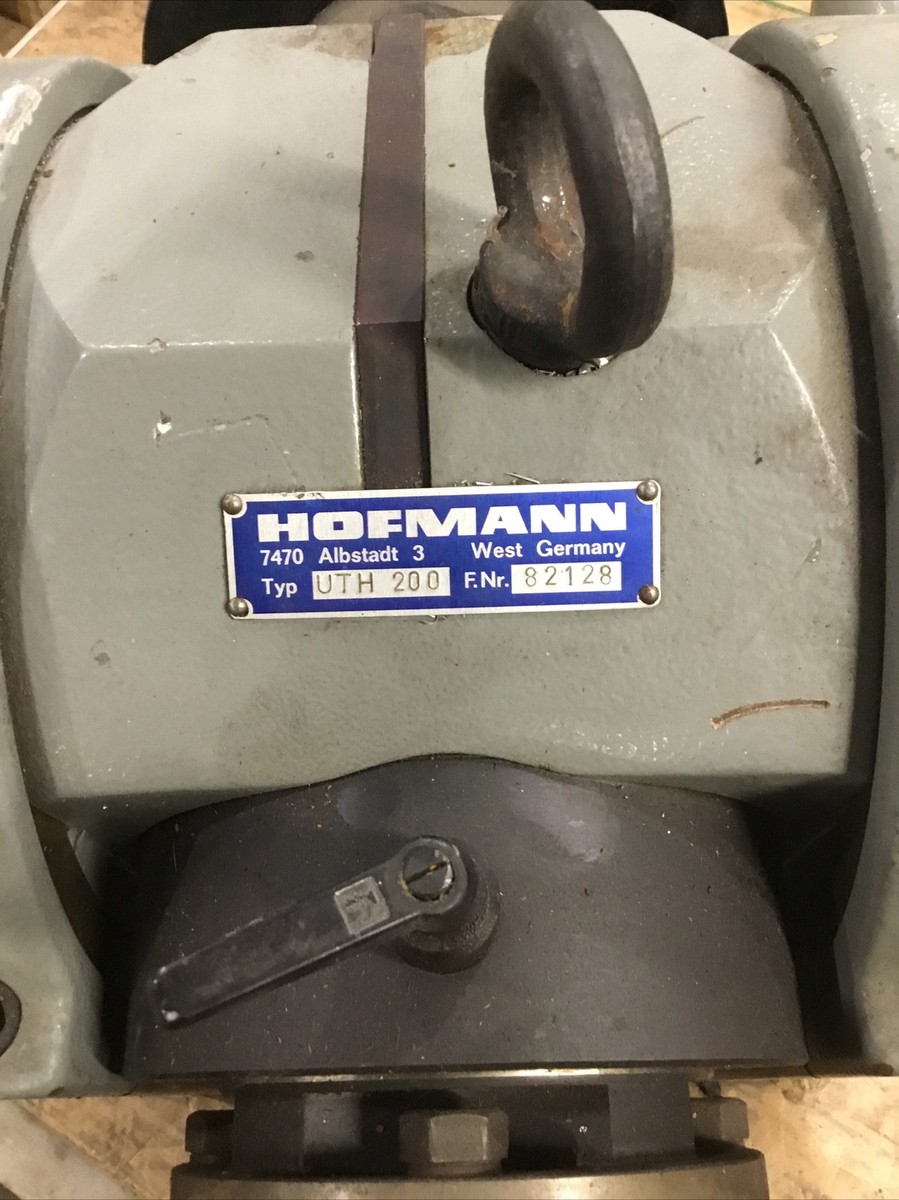 HOFMANN
7470 Albstadt 3 West Germany
Typ UTH 200 F.Nr. 82128